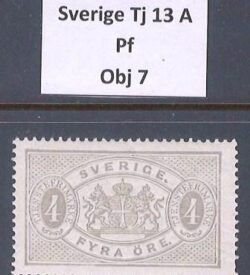 Sverige Tj 13 A
Pf
Obj 7
SVERIGE.
4
4
FYRA ÖRE.